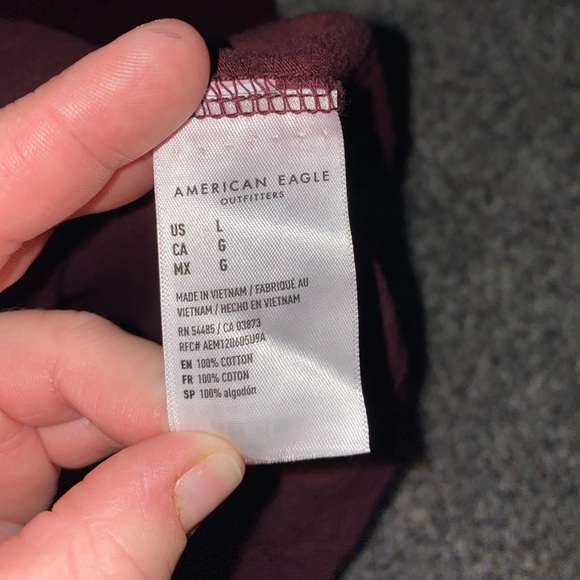 AMERICAN EAGLE
OUTFITTERS
US L
CA G
MX G
MADE IN VIETNAM / FABRIQUÉ AU
VIETNAM / HECHO EN VIETNAM
RN 54485 / CA 03873
RFC# AEM120605U9A
EN 100% COTTON
FR 100% COTON
SP 100% algodón